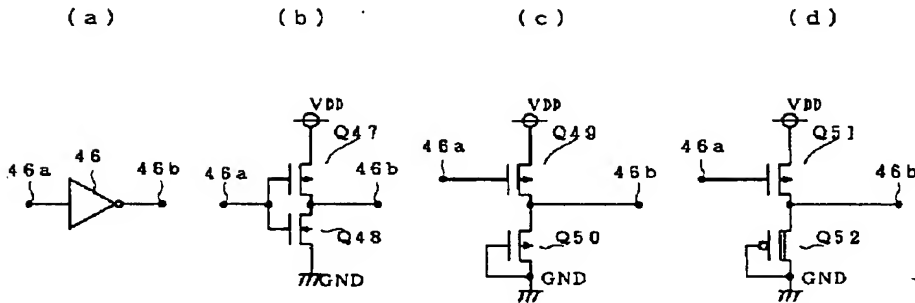 (a) (b) (c) (d)
VDD VDD VDD
Q47 Q49 Q51
46a 46 46b 46a 46b 46a 46a
46b 46b
Q48 Q50 Q52
GND GND GND